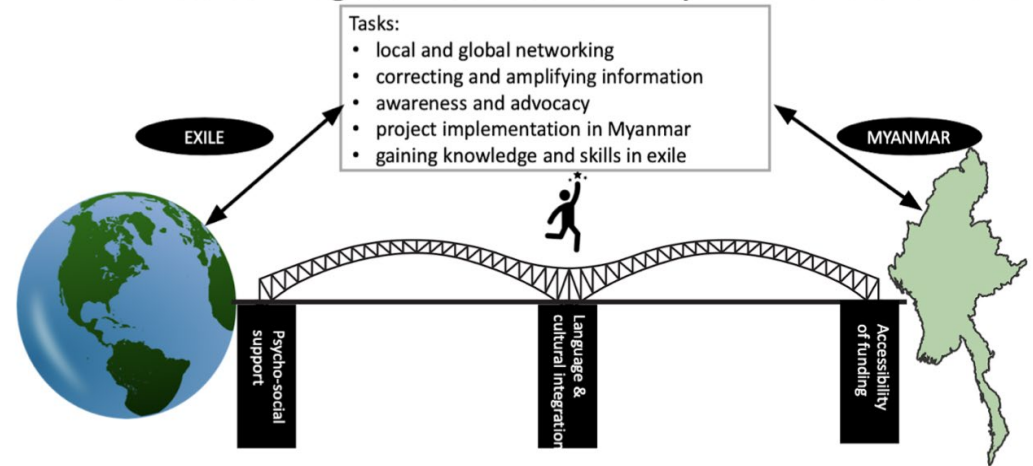 Tasks:
• local and global networking
• correcting and amplifying information
• awareness and advocacy
• project implementation in Myanmar
• gaining knowledge and skills in exile
EXILE
MYANMAR
Psycho-social
support
Language &
cultural integration
Accessibility
of funding